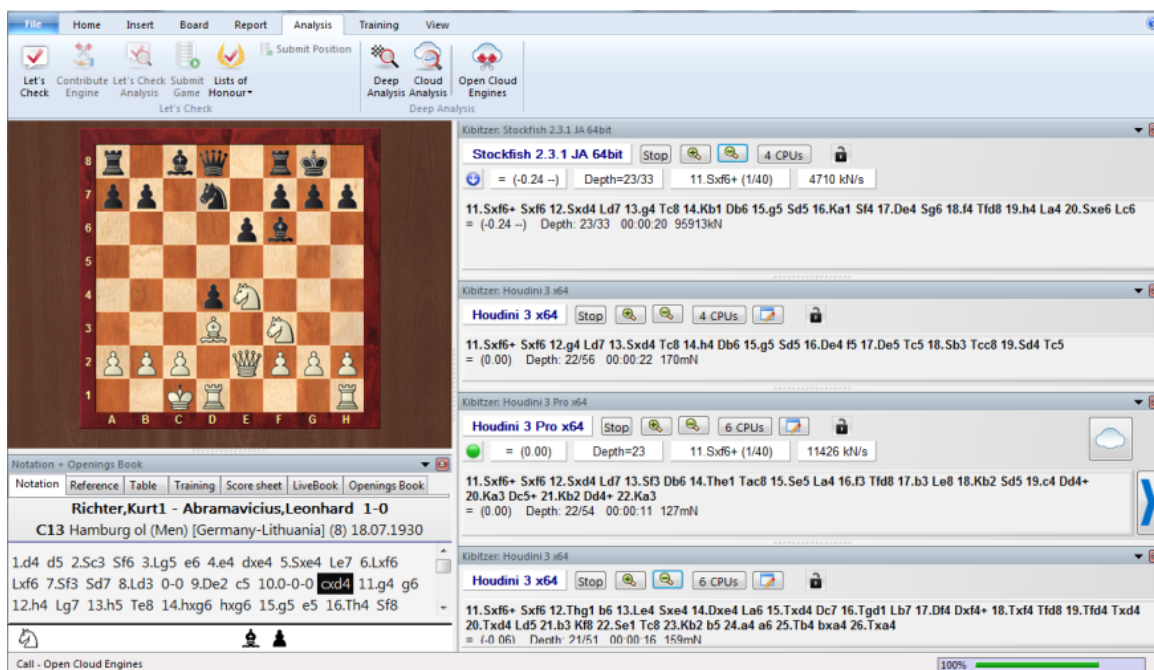 File Home Insert Board Report Analysis Training View
Let's Check
Contribute Engine
Let's Check Analysis
Submit Game
Lists of Honour
Submit Position
Let's Check
Deep Analysis
Cloud Analysis
Open Cloud Engines
Deep Analysis
8
7
6
5
4
3
2
1
A B C D E F G H
Notation + Openings Book
Notation Reference Table Training Score sheet LiveBook Openings Book
Richter,Kurt1 - Abramavicius,Leonhard 1-0
C13 Hamburg ol (Men) [Germany-Lithuania] (8) 18.07.1930
1.d4 d5 2.Sc3 Sf6 3.Lg5 e6 4.e4 dxe4 5.Sxe4 Le7 6.Lxf6
Lxf6 7.Sf3 Sd7 8.Ld3 0-0 9.De2 c5 10.0-0-0 cxd4 11.g4 g6
12.h4 Lg7 13.h5 Te8 14.hxg6 hxg6 15.g5 e5 16.Th4 Sf8
Kibitzer: Stockfish 2.3.1 JA 64bit
Stockfish 2.3.1 JA 64bit Stop 4 CPUs
= (-0.24 --) Depth=23/33 11.Sxf6+ (1/40) 4710 kN/s
11.Sxf6+ Sxf6 12.Sxd4 Ld7 13.g4 Tc8 14.Kb1 Db6 15.g5 Sd5 16.Ka1 Sf4 17.De4 Sg6 18.f4 Tfd8 19.h4 La4 20.Sxe6 Lc6
= (-0.24 --) Depth: 23/33 00:00:20 95913kN
Kibitzer: Houdini 3 x64
Houdini 3 x64 Stop 4 CPUs
11.Sxf6+ Sxf6 12.g4 Ld7 13.Sxd4 Tc8 14.h4 Db6 15.g5 Sd5 16.De4 f5 17.De5 Tc5 18.Sb3 Tcc8 19.Sd4 Tc5
= (0.00) Depth: 22/56 00:00:22 170mN
Kibitzer: Houdini 3 Pro x64
Houdini 3 Pro x64 Stop 6 CPUs
= (0.00) Depth=23 11.Sxf6+ (1/40) 11426 kN/s
11.Sxf6+ Sxf6 12.Sxd4 Ld7 13.Sf3 Db6 14.The1 Tac8 15.Se5 La4 16.f3 Tfd8 17.b3 Le8 18.Kb2 Sd5 19.c4 Dd4+
20.Ka3 Dc5+ 21.Kb2 Dd4+ 22.Ka3
= (0.00) Depth: 22/54 00:00:11 127mN
Kibitzer: Houdini 3 x64
Houdini 3 x64 Stop 6 CPUs
11.Sxf6+ Sxf6 12.Thg1 b6 13.Le4 Sxe4 14.Dxe4 La6 15.Txd4 Dc7 16.Tgd1 Lb7 17.Df4 Dxf4+ 18.Txf4 Tfd8 19.Tfd4 Txd4
20.Txd4 Ld5 21.b3 Kf8 22.Se1 Tc8 23.Kb2 b5 24.a4 a6 25.Tb4 bxa4 26.Txa4
= (-0.06) Depth: 21/51 00:00:16 159mN
Call - Open Cloud Engines
100%